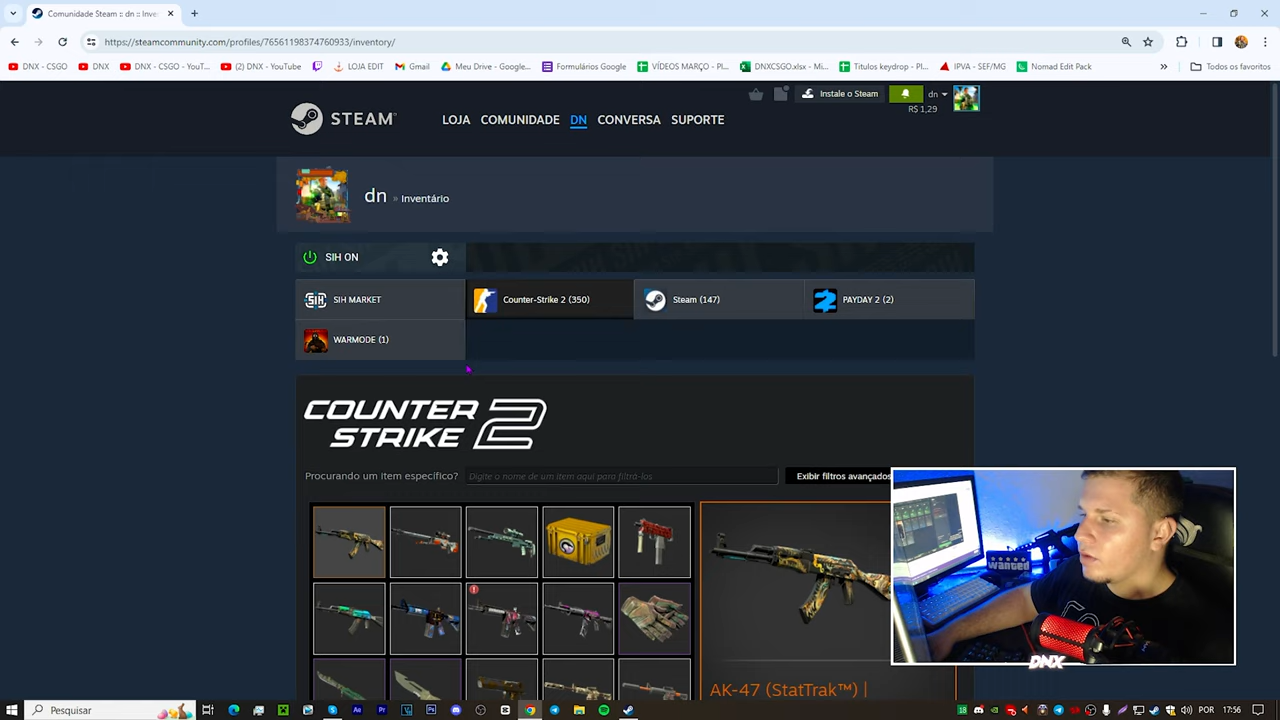 Comunidade Steam :: dn :: Inve
https://steamcommunity.com/profiles/76561198374760933/inventory/
DNX - CSGO
DNX
DNX - CSGO - YouT...
(2) DNX - YouTube
LOJA EDIT
Gmail
Meu Drive - Google...
Formulários Google
VÍDEOS MARÇO - Pl...
DNXCSGO.xlsx - Mi...
Titulos keydrop - Pl...
IPVA - SEF/MG
Nomad Edit Pack
»
Todos os favoritos
STEAM
Instale o Steam
dn
R$ 1,29
LOJA
COMUNIDADE
DN
CONVERSA
SUPORTE
dn » Inventário
SIH ON
SIH MARKET
Counter-Strike 2 (350)
Steam (147)
PAYDAY 2 (2)
WARMODE (1)
COUNTER
STRIKE 2
Procurando um item específico?
Digite o nome de um item aqui para filtrá-los
Exibir filtros avançados
WANTED
DNX
AK-47 (StatTrak™) |
Pesquisar
POR
17:56